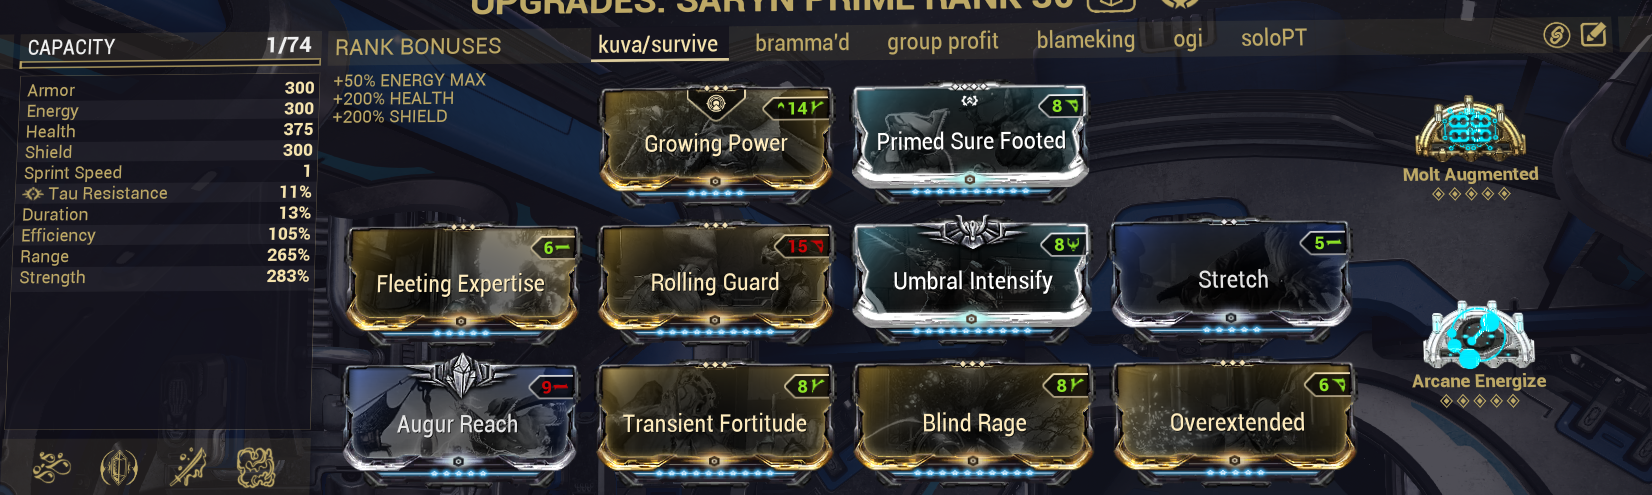 UPGRADES: SARYN PRIME RANK 30
CAPACITY 1/74
RANK BONUSES
+50% ENERGY MAX
+200% HEALTH
+200% SHIELD
kuva/survive bramma'd group profit blameking ogi soloPT
Armor 300
Energy 300
Health 375
Shield 300
Sprint Speed 1
Tau Resistance 11%
Duration 13%
Efficiency 105%
Range 265%
Strength 283%
14
Growing Power
8
Primed Sure Footed
Molt Augmented
6
Fleeting Expertise
15
Rolling Guard
8
Umbral Intensify
5
Stretch
9
Augur Reach
8
Transient Fortitude
8
Blind Rage
6
Overextended
Arcane Energize